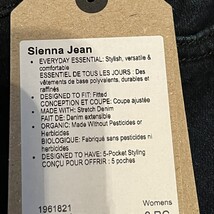 Sienna Jean
• EVERYDAY ESSENTIAL: Stylish, versatile &
comfortable
ESSENTIEL DE TOUS LES JOURS : Des
vêtements de base polyvalents, durables et
raffinés
• DESIGNED TO FIT: Fitted
CONCEPTION ET COUPE: Coupe ajustée
• MADE WITH: Stretch Denim
FAIT DE: Denim extensible
• ORGANIC: Made Without Pesticides or
Herbicides
BIOLOGIQUE: Fabriqué sans pesticides ni
herbicides
• DESIGNED TO HAVE: 5-Pocket Styling
CONÇU POUR OFFRIR : 5 poches
1961821
Womens